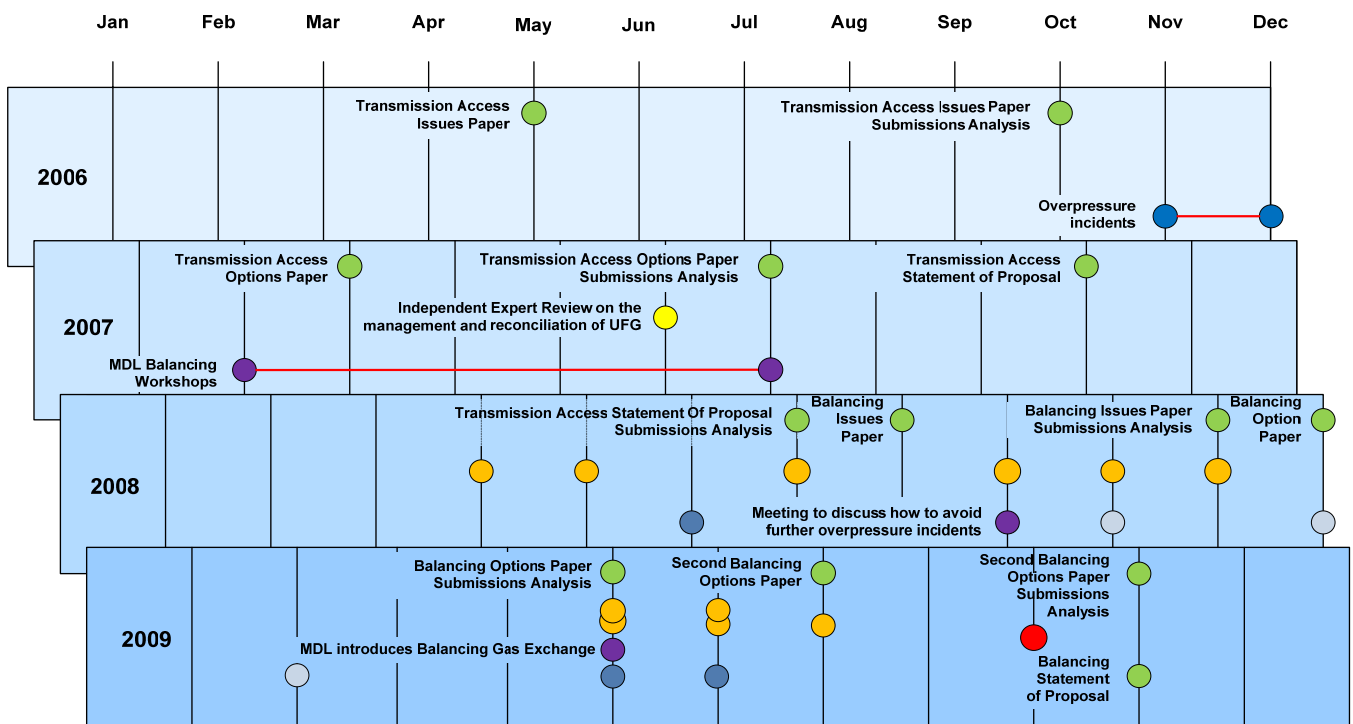 Jan Feb Mar Apr May Jun Jul Aug Sep Oct Nov Dec
Transmission Access
Issues Paper
Transmission Access Issues Paper
Submissions Analysis
2006
Overpressure
incidents
Transmission Access
Options Paper
Transmission Access Options Paper
Submissions Analysis
Transmission Access
Statement of Proposal
Independent Expert Review on the
management and reconciliation of UFG
2007
MDL Balancing
Workshops
Transmission Access Statement Of Proposal
Submissions Analysis
Balancing
Issues
Paper
Balancing Issues Paper
Submissions Analysis
Balancing
Option
Paper
2008
Meeting to discuss how to avoid
further overpressure incidents
Balancing Options Paper
Submissions Analysis
Second Balancing
Options Paper
Second Balancing
Options Paper
Submissions
Analysis
2009
MDL introduces Balancing Gas Exchange
Balancing
Statement
of Proposal